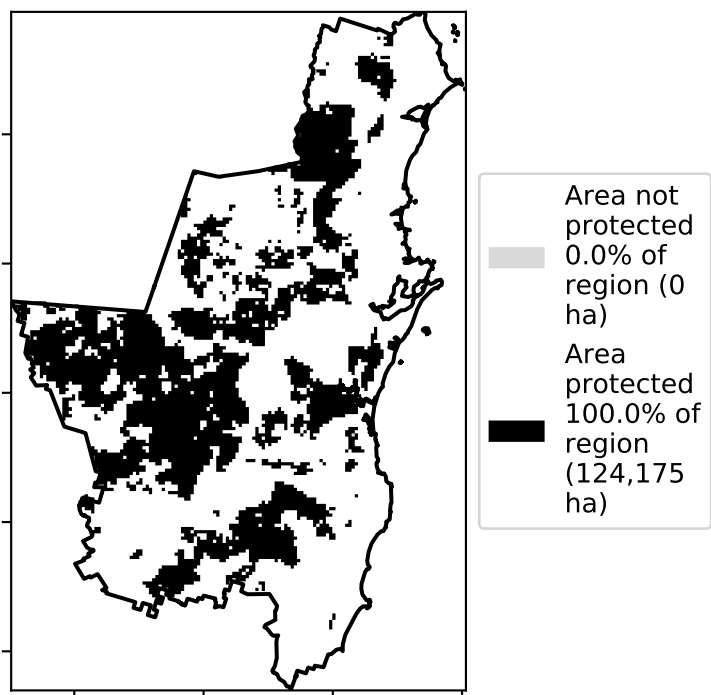 Area not
protected
0.0% of
region (0
ha)
Area
protected
100.0% of
region
(124,175
ha)